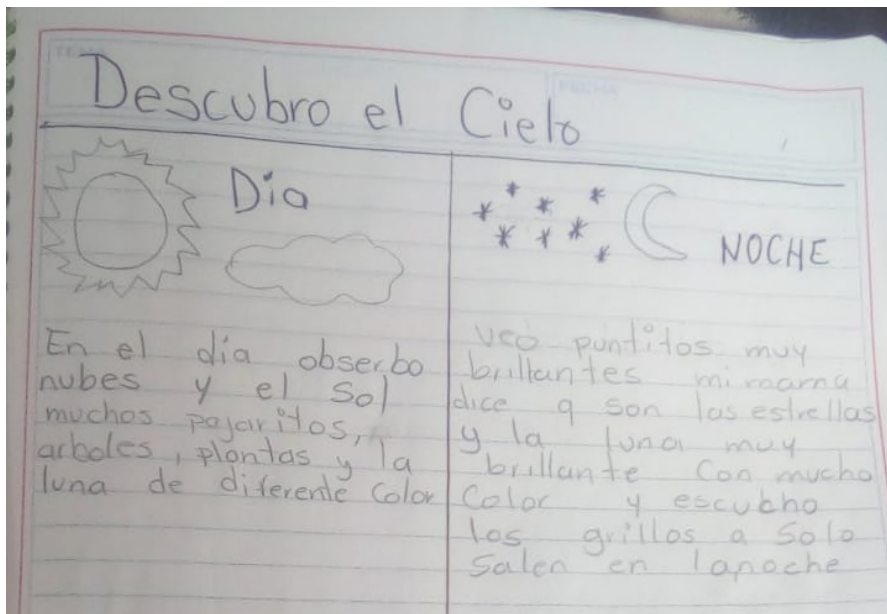 TEMA
FECHA
Descubro el Cielo
Dia
En el día obserbo
nubes y el Sol
muchos pajaritos,
arboles, plantas y la
luna de diferente Color
NOCHE
veo puntitos muy
brillantes mi mama
dice q son las estrellas
y la luna muy
brillante Con mucho
Color y escucho
los grillos a Solo
Salen en lanoche